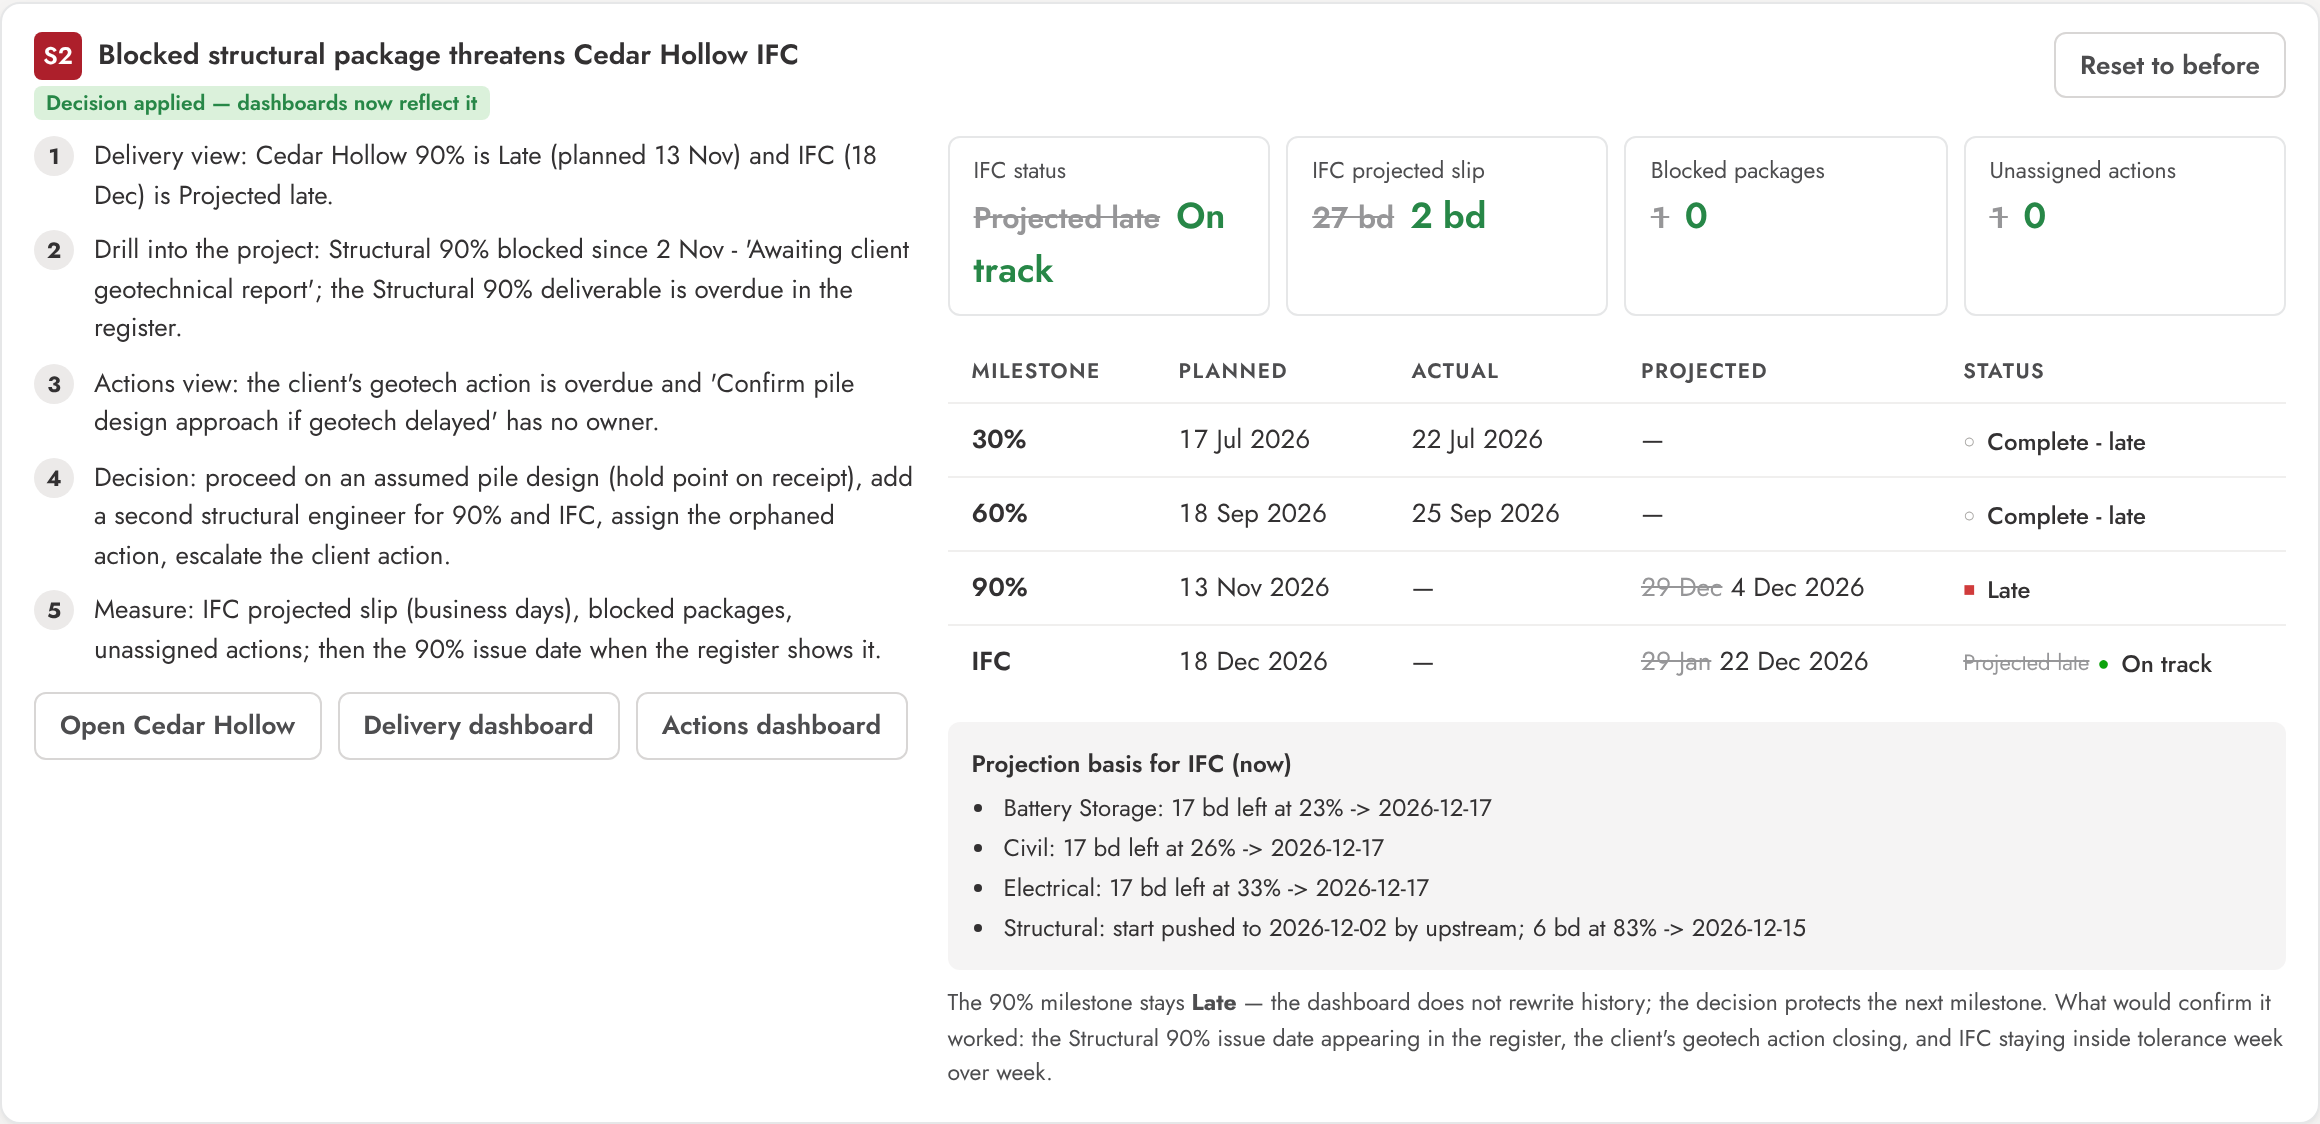 S2 Blocked structural package threatens Cedar Hollow IFC
Reset to before
Decision applied — dashboards now reflect it
1 Delivery view: Cedar Hollow 90% is Late (planned 13 Nov) and IFC (18
Dec) is Projected late.
2 Drill into the project: Structural 90% blocked since 2 Nov - 'Awaiting client
geotechnical report'; the Structural 90% deliverable is overdue in the
register.
3 Actions view: the client's geotech action is overdue and 'Confirm pile
design approach if geotech delayed' has no owner.
4 Decision: proceed on an assumed pile design (hold point on receipt), add
a second structural engineer for 90% and IFC, assign the orphaned
action, escalate the client action.
5 Measure: IFC projected slip (business days), blocked packages,
unassigned actions; then the 90% issue date when the register shows it.
Open Cedar Hollow
Delivery dashboard
Actions dashboard
IFC status
Projected late On
track
IFC projected slip
27 bd 2 bd
Blocked packages
1 0
Unassigned actions
1 0
MILESTONE PLANNED ACTUAL PROJECTED STATUS
30% 17 Jul 2026 22 Jul 2026 — ○ Complete - late
60% 18 Sep 2026 25 Sep 2026 — ○ Complete - late
90% 13 Nov 2026 — 29 Dec 4 Dec 2026 ■ Late
IFC 18 Dec 2026 — 29 Jan 22 Dec 2026 Projected late ● On track
Projection basis for IFC (now)
• Battery Storage: 17 bd left at 23% -> 2026-12-17
• Civil: 17 bd left at 26% -> 2026-12-17
• Electrical: 17 bd left at 33% -> 2026-12-17
• Structural: start pushed to 2026-12-02 by upstream; 6 bd at 83% -> 2026-12-15
The 90% milestone stays Late — the dashboard does not rewrite history; the decision protects the next milestone. What would confirm it
worked: the Structural 90% issue date appearing in the register, the client's geotech action closing, and IFC staying inside tolerance week
over week.